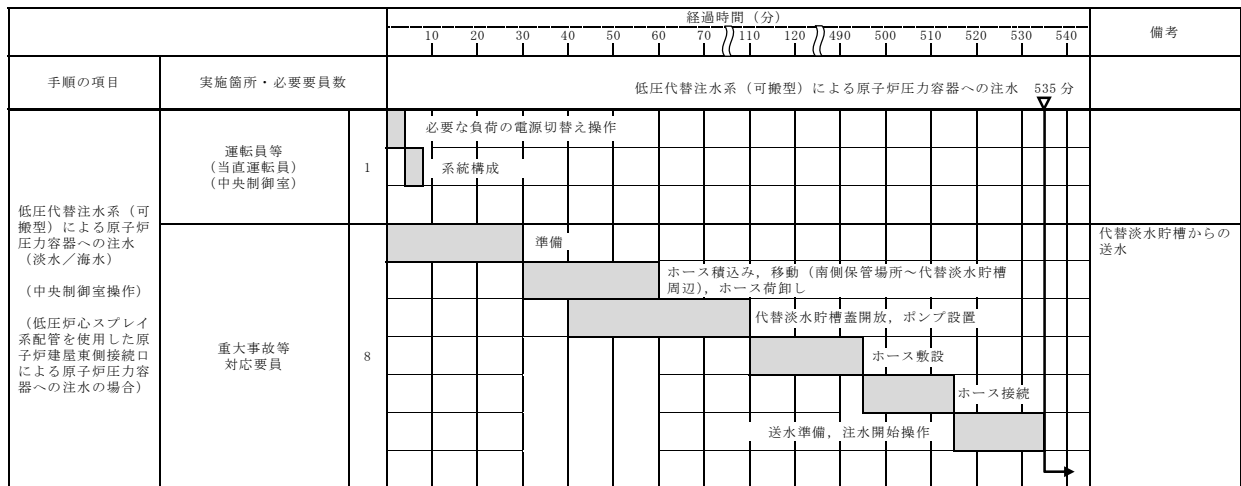 経過時間（分）
備考
10 20 30 40 50 60 70 110 120 490 500 510 520 530 540
手順の項目
実施箇所・必要要員数
低圧代替注水系（可搬型）による原子炉圧力容器への注水 535 分
低圧代替注水系（可
搬型）による原子炉
圧力容器への注水
（淡水／海水）
（中央制御室操作）
（低圧炉心スプレイ
系配管を使用した原
子炉建屋東側接続口
による原子炉圧力容
器への注水の場合）
運転員等
（当直運転員）
（中央制御室）
1
必要な負荷の電源切替え操作
系統構成
重大事故等
対応要員
8
準備
ホース積込み，移動（南側保管場所～代替淡水貯槽
周辺），ホース荷卸し
代替淡水貯槽蓋開放，ポンプ設置
ホース敷設
ホース接続
送水準備，注水開始操作
代替淡水貯槽からの
送水